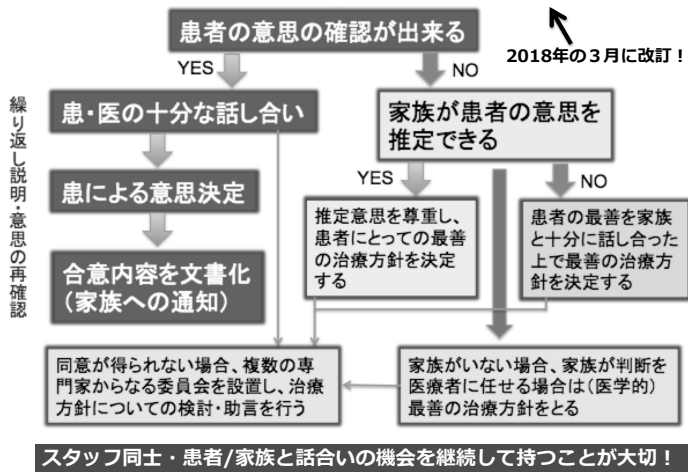 患者の意思の確認が出来る
2018年の３月に改訂！
YES
NO
繰り返し説明・意思の再確認
患・医の十分な話し合い
患による意思決定
合意内容を文書化
（家族への通知）
家族が患者の意思を
推定できる
YES
NO
推定意思を尊重し、
患者にとっての最善
の治療方針を決定
する
患者の最善を家族
と十分に話し合った
上で最善の治療方
針を決定する
同意が得られない場合、複数の専
門家からなる委員会を設置し、治療
方針についての検討・助言を行う
家族がいない場合、家族が判断を
医療者に任せる場合は（医学的）
最善の治療方針をとる
スタッフ同士・患者/家族と話合いの機会を継続して持つことが大切！